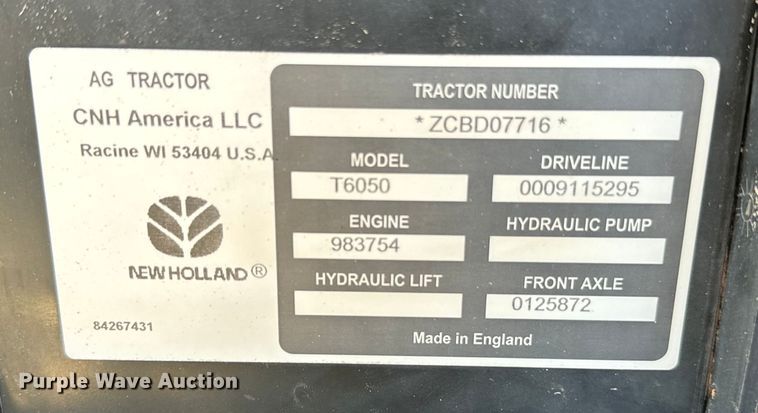 AG TRACTOR
CNH America LLC
Racine WI 53404 U.S.A.
NEW HOLLAND®
84267431
TRACTOR NUMBER
*ZCBD07716*
MODEL DRIVELINE
T6050 0009115295
ENGINE HYDRAULIC PUMP
983754
HYDRAULIC LIFT FRONT AXLE
0125872
Made in England
Purple Wave Auction